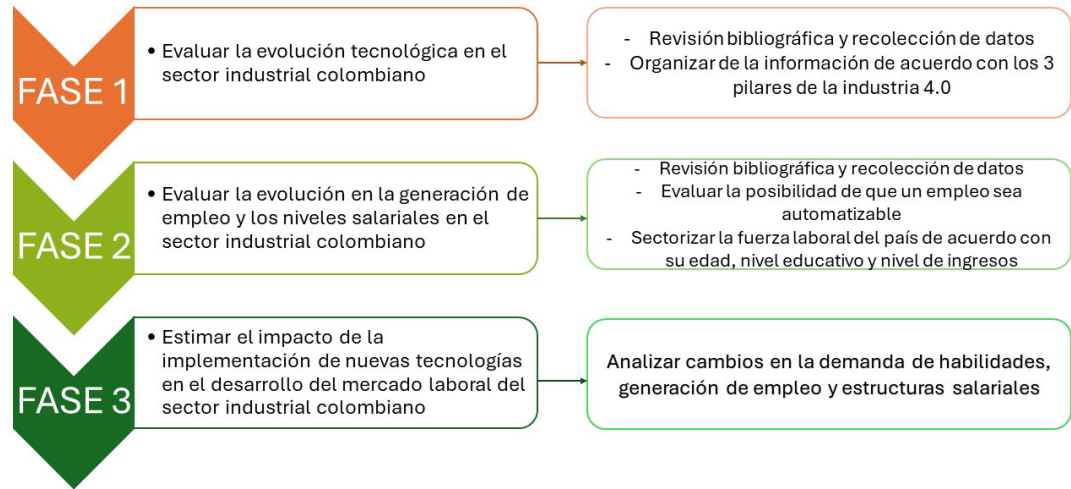 FASE 1
• Evaluar la evolución tecnológica en el
sector industrial colombiano
- Revisión bibliográfica y recolección de datos
- Organizar de la información de acuerdo con los 3
pilares de la industria 4.0
FASE 2
• Evaluar la evolución en la generación de
empleo y los niveles salariales en el
sector industrial colombiano
- Revisión bibliográfica y recolección de datos
- Evaluar la posibilidad de que un empleo sea
automatizable
- Sectorizar la fuerza laboral del país de acuerdo con
su edad, nivel educativo y nivel de ingresos
FASE 3
• Estimar el impacto de la
implementación de nuevas tecnologías
en el desarrollo del mercado laboral del
sector industrial colombiano
Analizar cambios en la demanda de habilidades,
generación de empleo y estructuras salariales